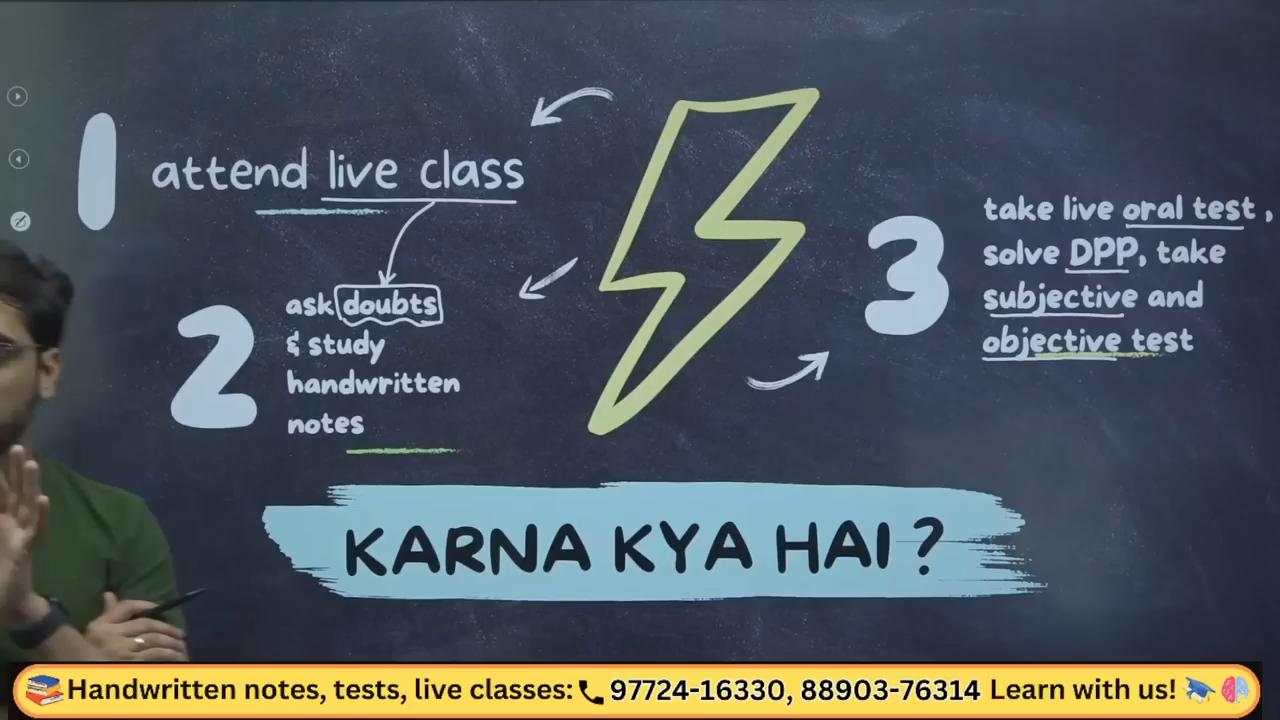 1
attend live class
2
ask doubts
& study
handwritten
notes
3
take live oral test ,
solve DPP, take
subjective and
objective test
KARNA KYA HAI ?
Handwritten notes, tests, live classes: 97724-16330, 88903-76314 Learn with us!